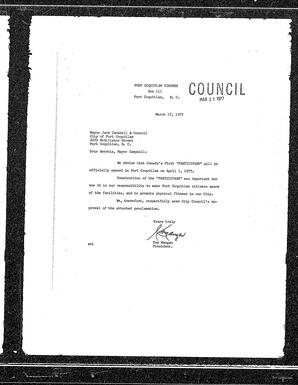 PORT COQUITLAM KINSMEN
Box 111
Port Coquitlam, B. C.
COUNCIL
MAR 21 1977
March 17, 1977
Mayor Jack Campbell & Council
City of Port Coquitlam
2272 McAllister Street
Port Coquitlam, B. C.
Your Worship, Mayor Campbell:
We advise that Canada's First "PARTICIPARK" will be
officially opened in Port Coquitlam on April 1, 1977.
Construction of the "PARTICIPARK" was important but
now it is our responsibility to make Port Coquitlam citizens aware
of the facilities, and to promote physical fitness in our City.
We, therefore, respectfully seek City Council's ap-
proval of the attached proclamation.
Yours truly
President.
att